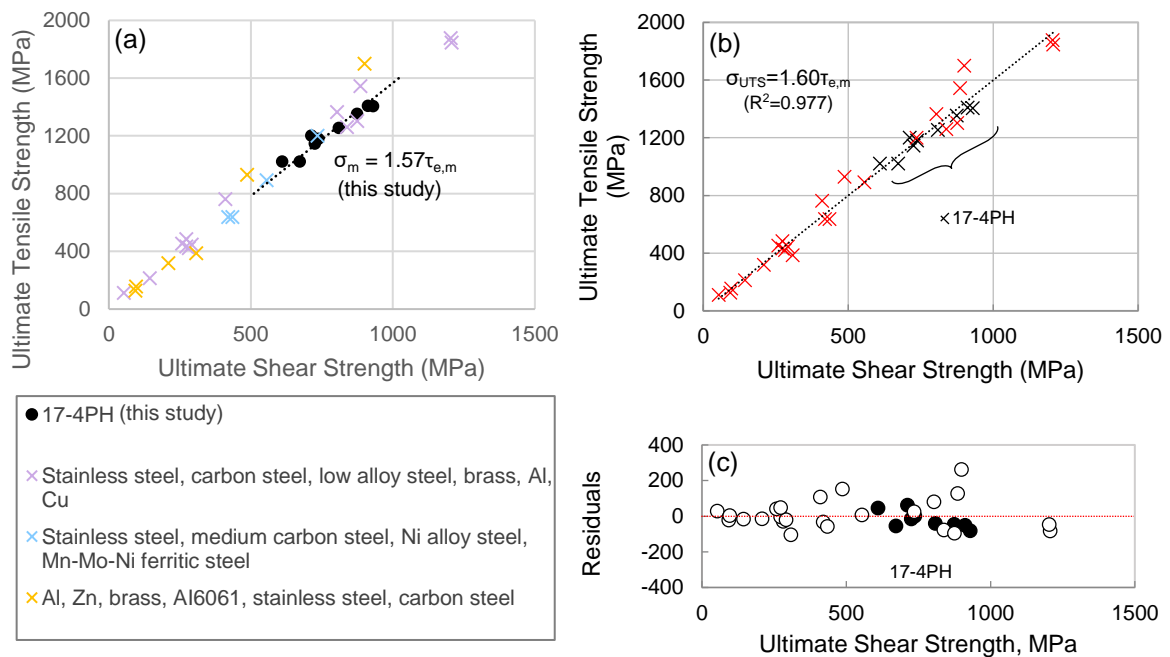 (a)
2000
1600
1200
800
400
0
0
500
1000
1500
Ultimate Tensile Strength (MPa)
Ultimate Shear Strength (MPa)
σm = 1.57τe,m
(this study)
(b)
2000
1600
1200
800
400
0
0
500
1000
1500
Ultimate Tensile Strength
(MPa)
Ultimate Shear Strength (MPa)
σUTS=1.60τe,m
(R²=0.977)
17-4PH
17-4PH (this study)
Stainless steel, carbon steel, low alloy steel, brass, Al,
Cu
Stainless steel, medium carbon steel, Ni alloy steel,
Mn-Mo-Ni ferritic steel
Al, Zn, brass, Al6061, stainless steel, carbon steel
(c)
400
200
0
-200
-400
0
500
1000
1500
Residuals
17-4PH
Ultimate Shear Strength, MPa